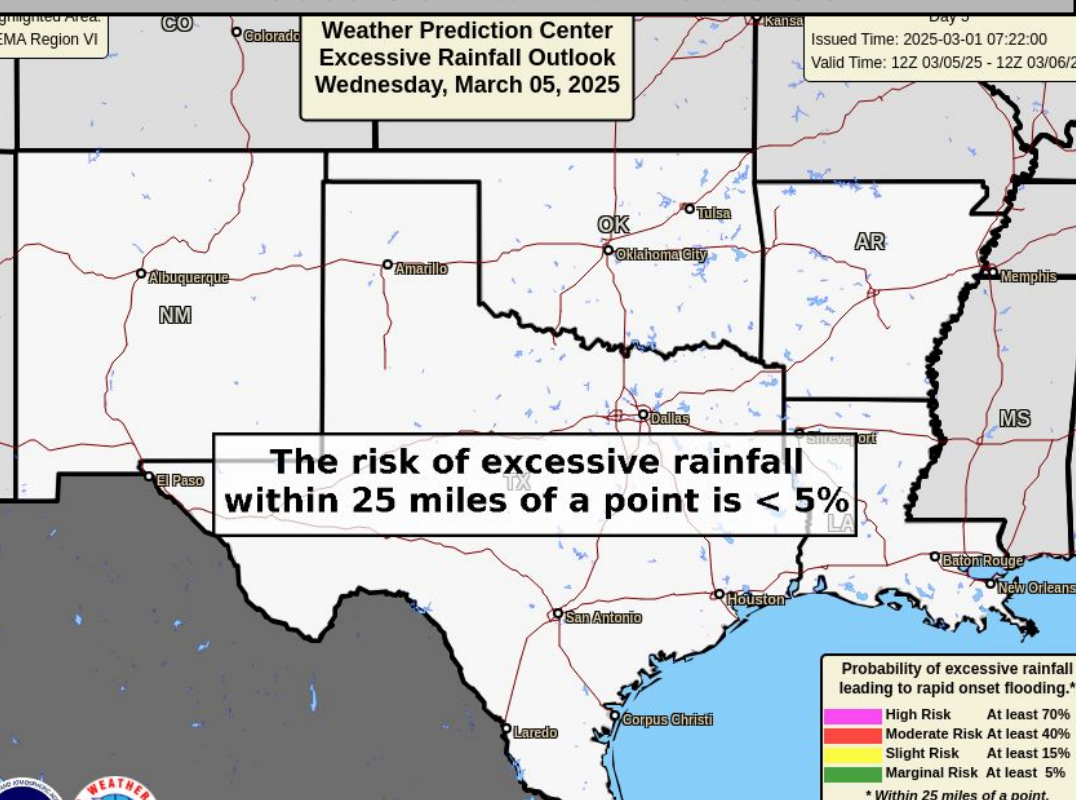 EMA Region VI
Weather Prediction Center
Excessive Rainfall Outlook
Wednesday, March 05, 2025
Issued Time: 2025-03-01 07:22:00
Valid Time: 12Z 03/05/25 - 12Z 03/06/2
CO
Colorado
Kansa
Tulsa
OK
Oklahoma City
AR
Albuquerque
Amarillo
Memphis
NM
Dallas
MS
Shreveport
The risk of excessive rainfall
within 25 miles of a point is < 5%
El Paso
TX
LA
Baton Rouge
New Orleans
Houston
San Antonio
Corpus Christi
Laredo
Probability of excessive rainfall
leading to rapid onset flooding.*
High Risk At least 70%
Moderate Risk At least 40%
Slight Risk At least 15%
Marginal Risk At least 5%
* Within 25 miles of a point.
WEATHER